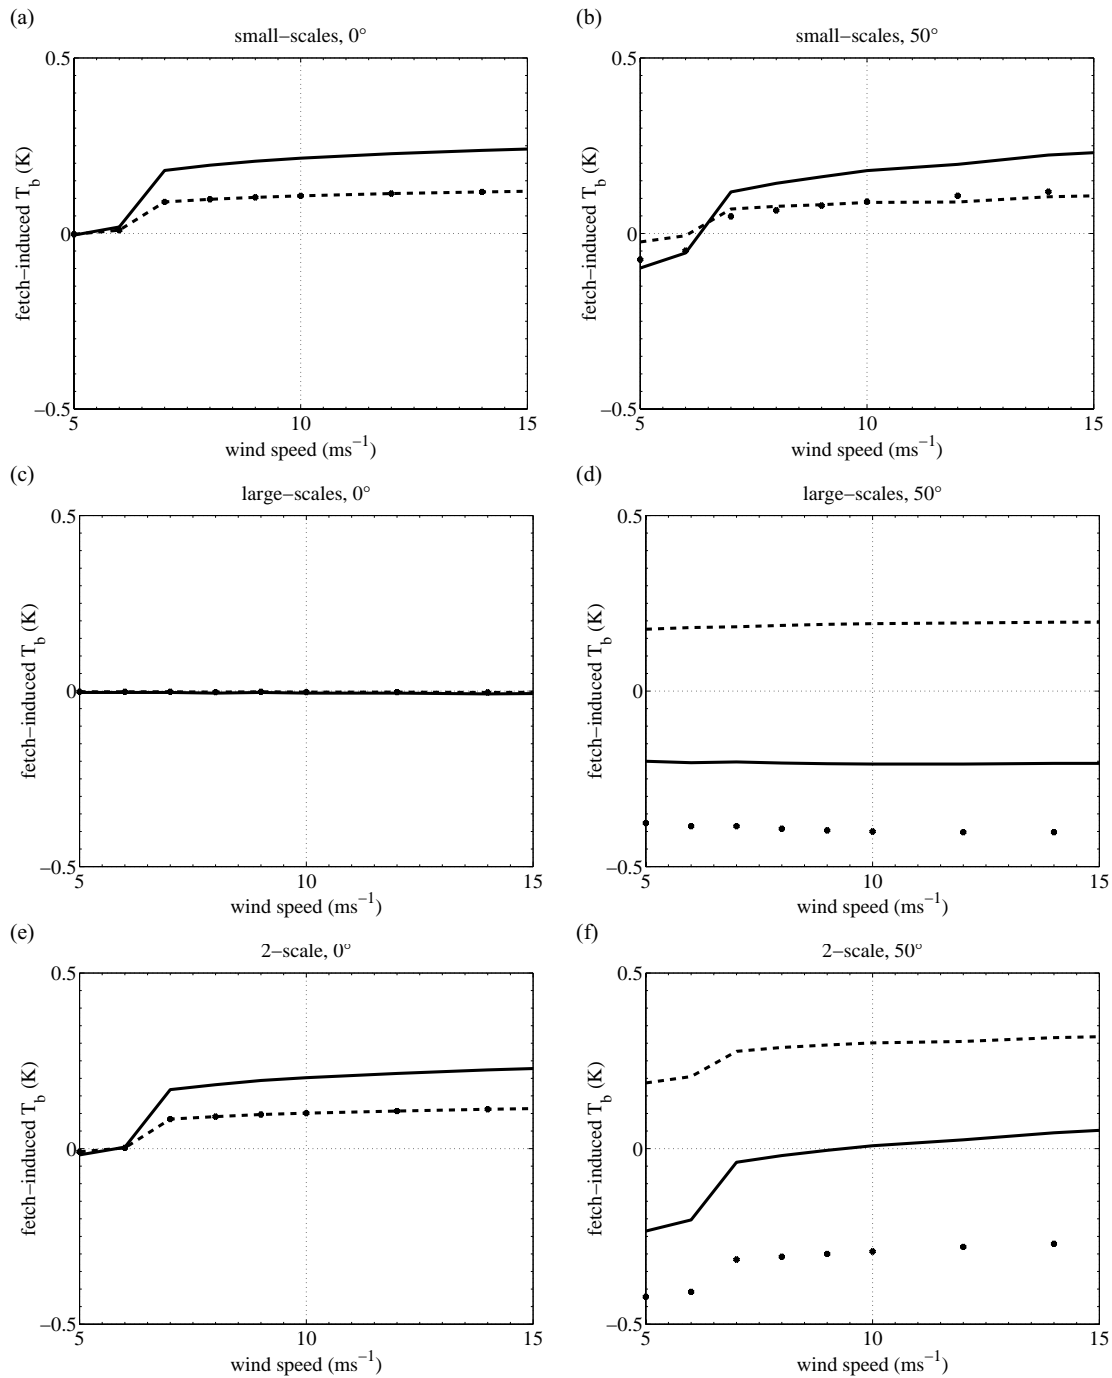 (a)
small−scales, 0°
0.5
0
−0.5
5
10
15
fetch−induced T_b (K)
wind speed (ms⁻¹)
(b)
small−scales, 50°
0.5
0
−0.5
5
10
15
fetch−induced T_b (K)
wind speed (ms⁻¹)
(c)
large−scales, 0°
0.5
0
−0.5
5
10
15
fetch−induced T_b (K)
wind speed (ms⁻¹)
(d)
large−scales, 50°
0.5
0
−0.5
5
10
15
fetch−induced T_b (K)
wind speed (ms⁻¹)
(e)
2−scale, 0°
0.5
0
−0.5
5
10
15
fetch−induced T_b (K)
wind speed (ms⁻¹)
(f)
2−scale, 50°
0.5
0
−0.5
5
10
15
fetch−induced T_b (K)
wind speed (ms⁻¹)